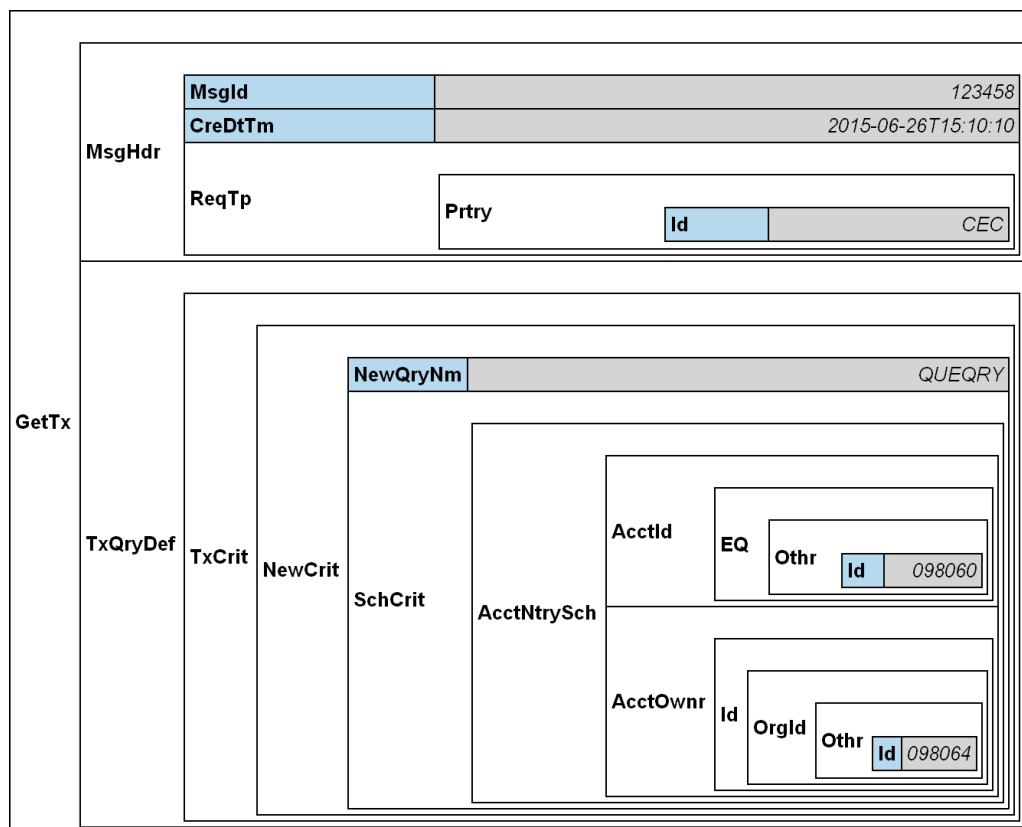 GetTx
MsgHdr
MsgId 123458
CreDtTm 2015-06-26T15:10:10
ReqTp
Prtry
Id CEC
TxQryDef
TxCrit
NewCrit
NewQryNm QUEQRY
SchCrit
AcctNtrySch
AcctId
EQ
Othr
Id 098060
AcctOwnr
Id
OrgId
Othr
Id 098064